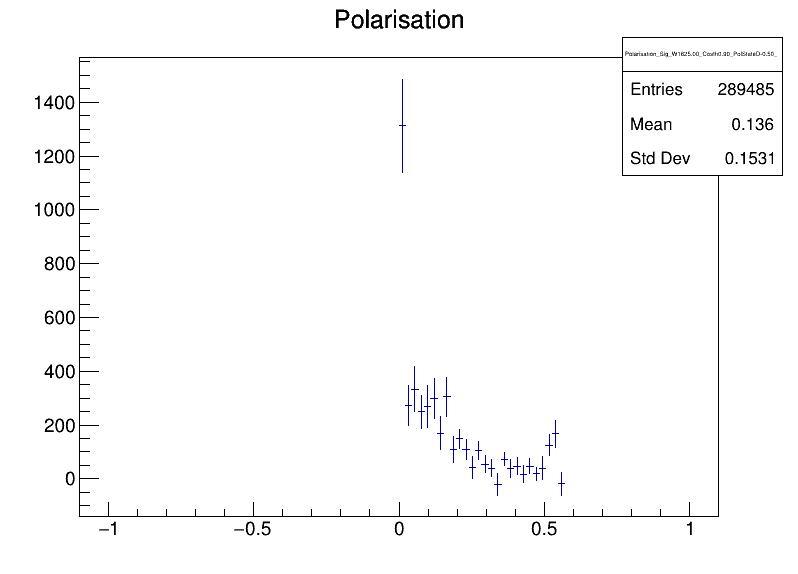 Polarisation
Polarisation_Sig_W1625.00_Costh0.90_PolStateD-0.50_
Entries 289485
Mean 0.136
Std Dev 0.1531
1400
1200
1000
800
600
400
200
0
−1 −0.5 0 0.5 1